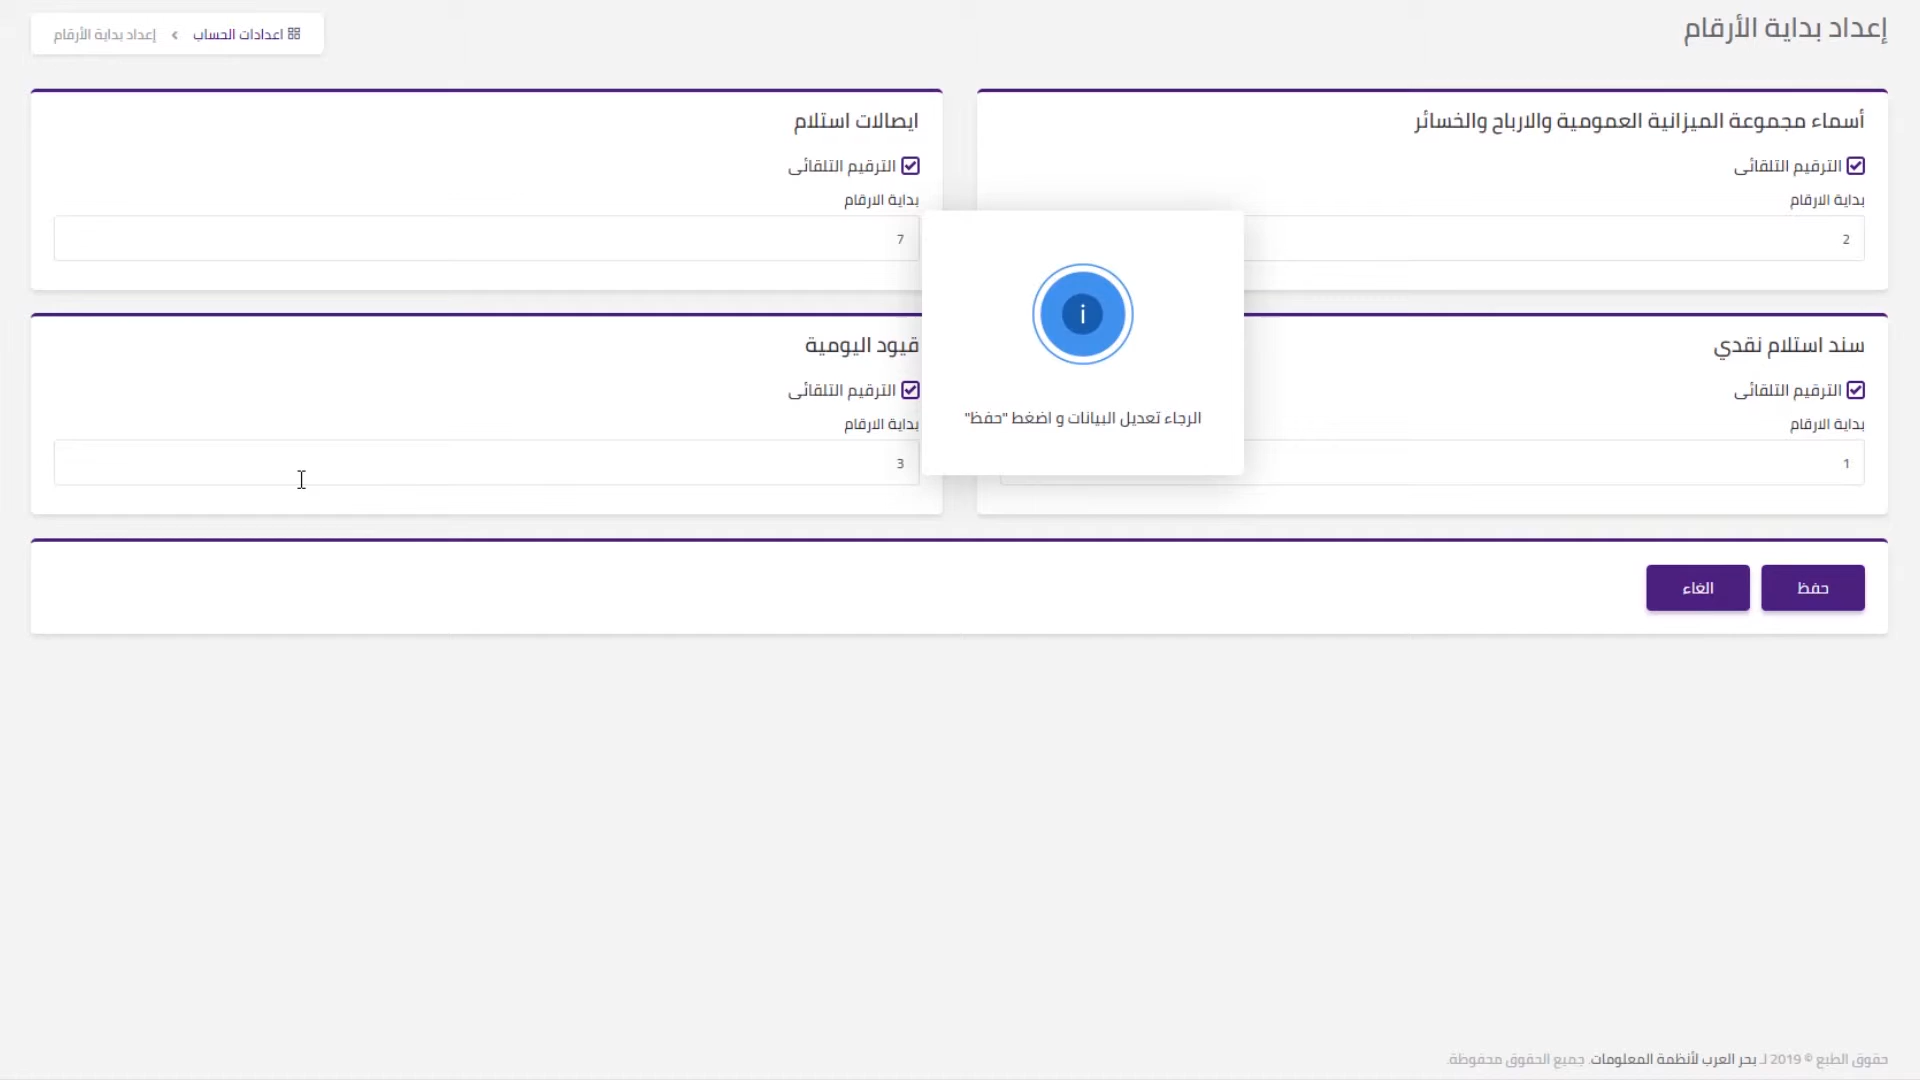 إعداد بداية الأرقام
اعدادات الحساب › إعداد بداية الأرقام
أسماء مجموعة الميزانية العمومية والارباح والخسائر
الترقيم التلقائى
بداية الارقام
2
ايصالات استلام
الترقيم التلقائى
بداية الارقام
7
سند استلام نقدي
الترقيم التلقائى
بداية الارقام
1
قيود اليومية
الترقيم التلقائى
بداية الارقام
3
i
الرجاء تعديل البيانات و اضغط "حفظ"
حفظ
الغاء
حقوق الطبع © 2019 لـ بحر العرب لأنظمة المعلومات. جميع الحقوق محفوظة.